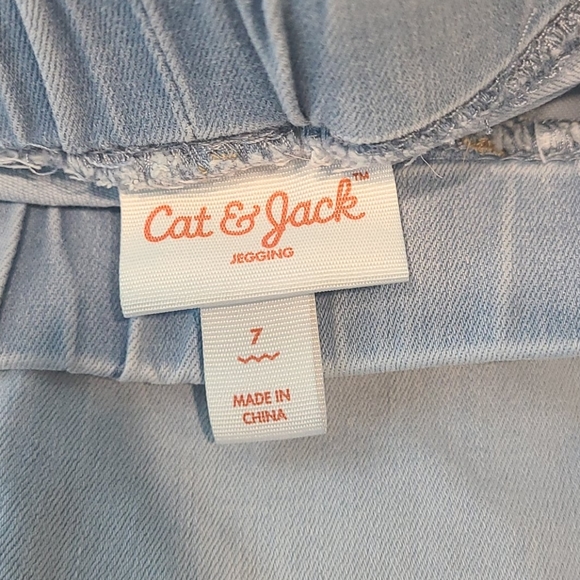 Cat & Jack™
JEGGING
7
MADE IN
CHINA